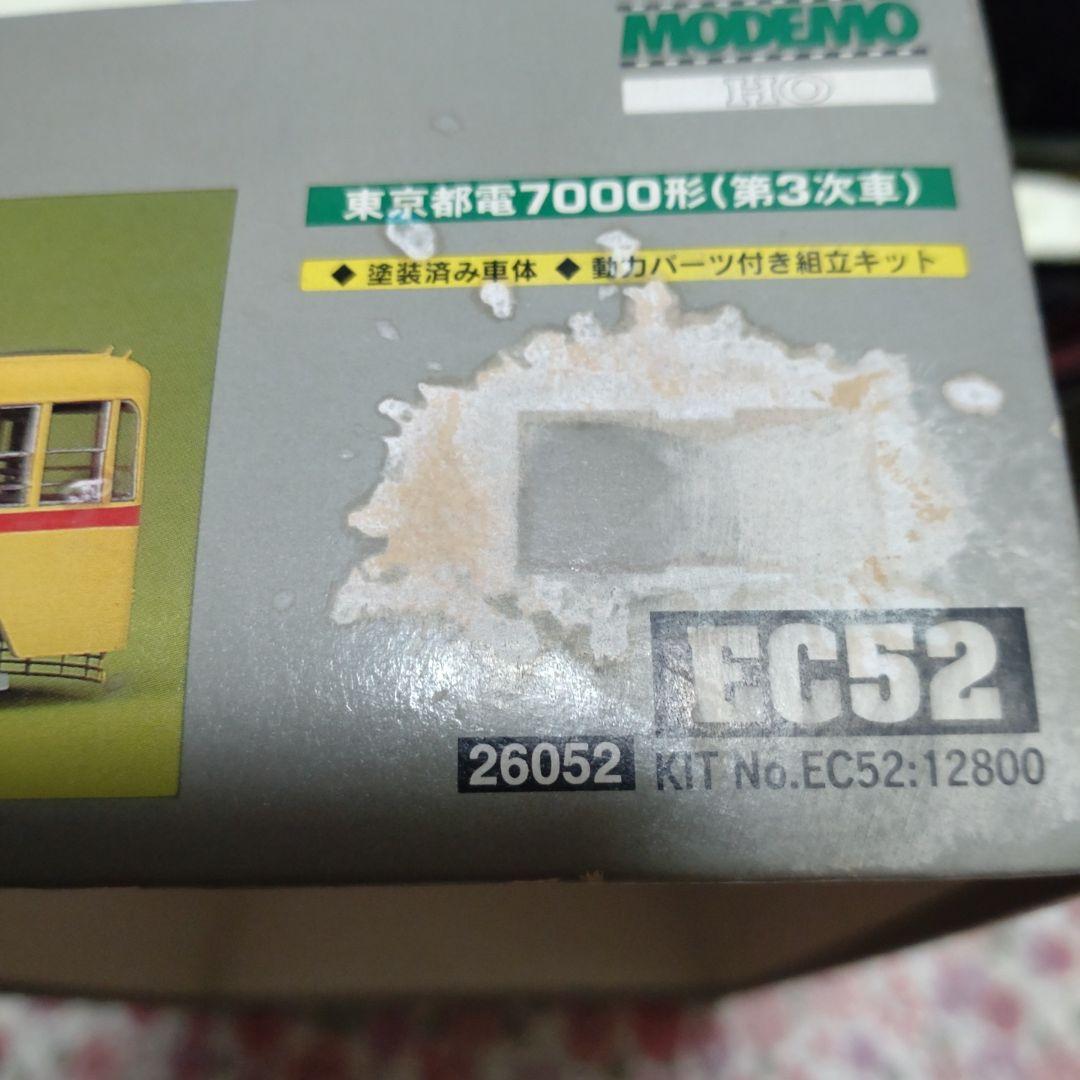 MODEMO
HO
東京都電7000形(第3次車)
◆ 塗装済み車体 ◆ 動力パーツ付き組立キット
EC52
26052 KIT No.EC52:12800